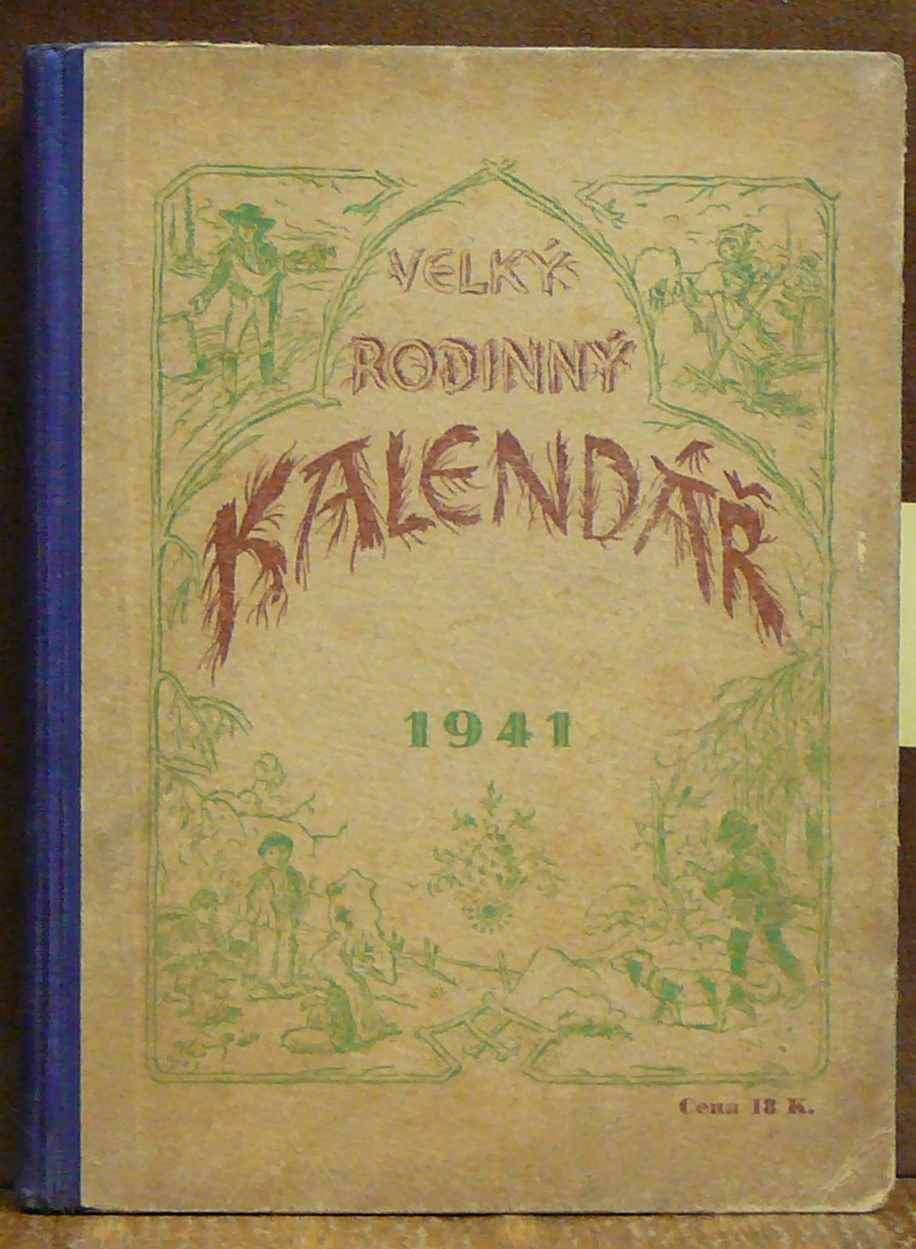 VELKÝ
RODINNÝ
KALENDÁŘ
1941
Cena 18 K.